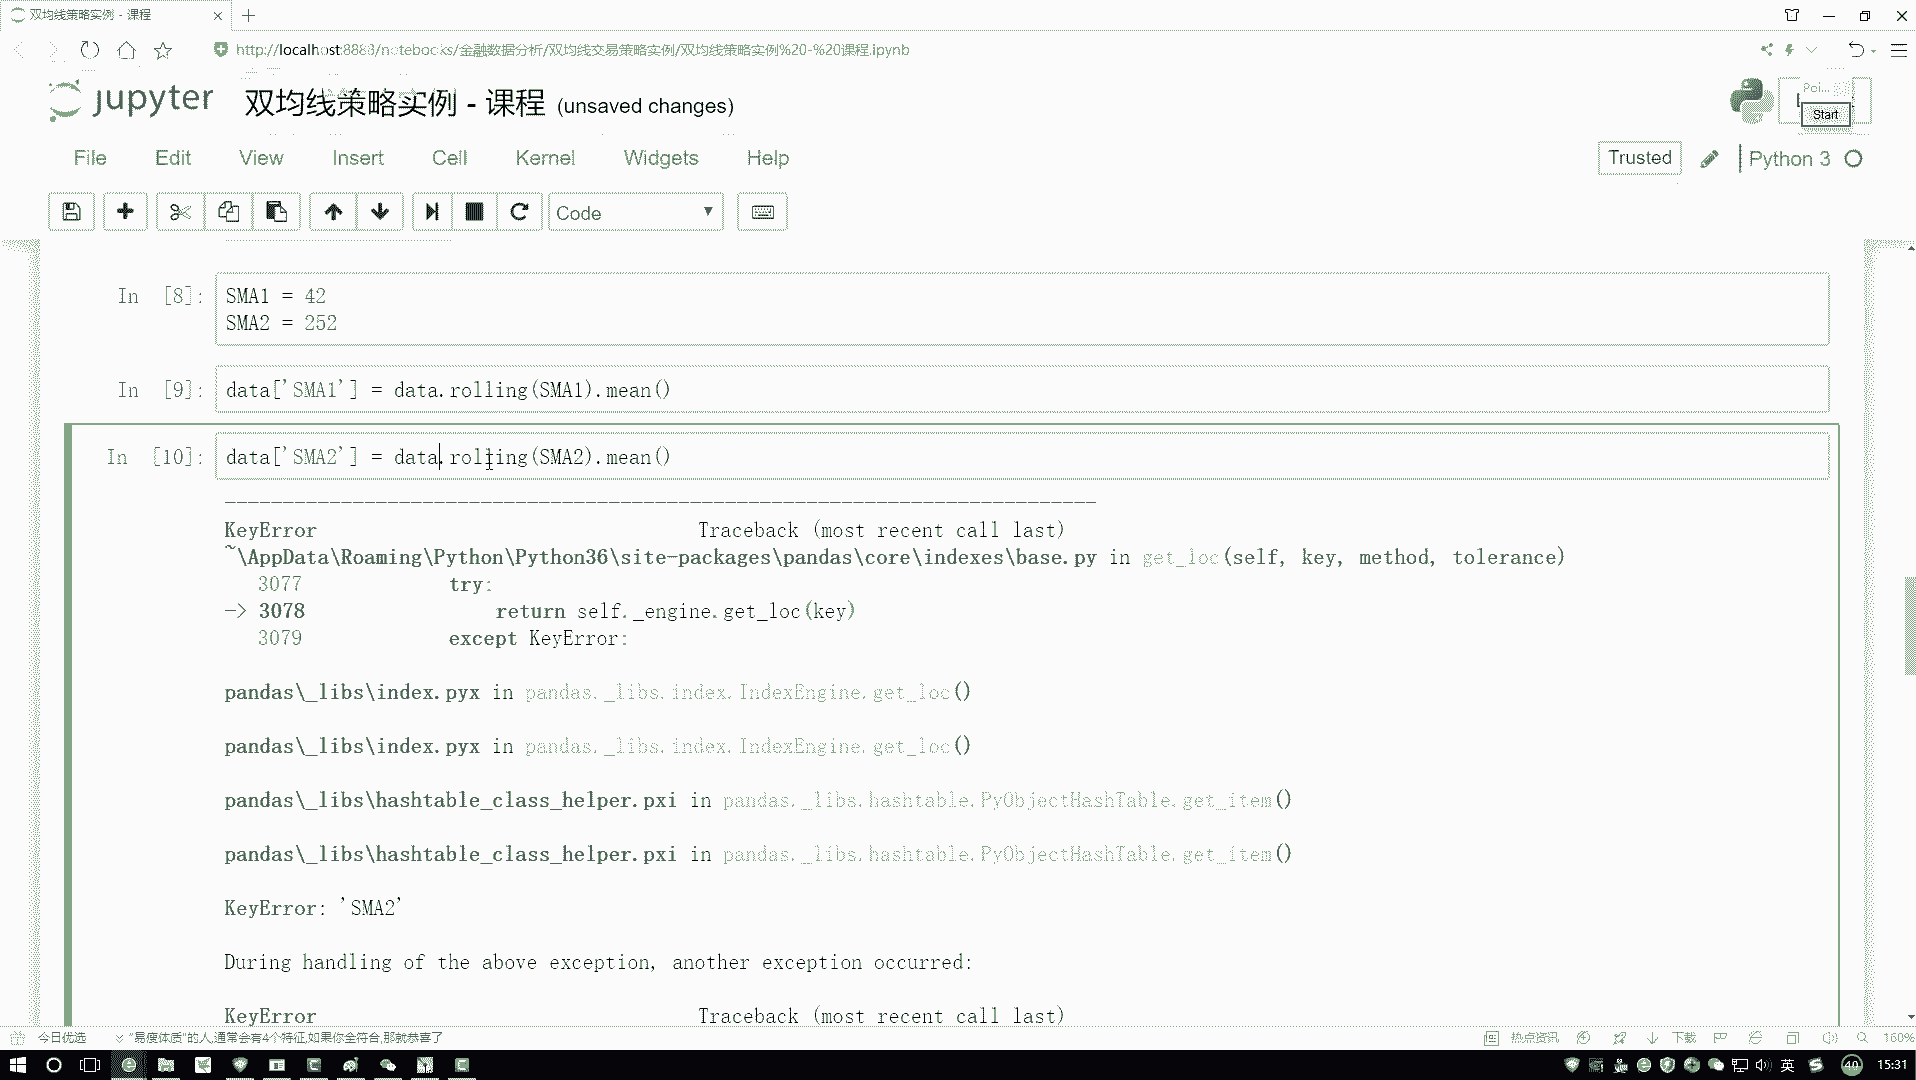 双均线策略实例 - 课程
http://localhost:8888/notebooks/金融数据分析/双均线交易策略实例/双均线策略实例%20-%20课程.ipynb
jupyter 双均线策略实例 - 课程 (unsaved changes)
Poi...
Start
File Edit View Insert Cell Kernel Widgets Help
Trusted
Python 3
Code
In [8]: SMA1 = 42
SMA2 = 252
In [9]: data['SMA1'] = data.rolling(SMA1).mean()
In [10]: data['SMA2'] = data.rolling(SMA2).mean()
---------------------------------------------------------------------------
KeyError Traceback (most recent call last)
~\AppData\Roaming\Python\Python36\site-packages\pandas\core\indexes\base.py in get_loc(self, key, method, tolerance)
3077 try:
-> 3078 return self._engine.get_loc(key)
3079 except KeyError:
pandas\_libs\index.pyx in pandas._libs.index.IndexEngine.get_loc()
pandas\_libs\index.pyx in pandas._libs.index.IndexEngine.get_loc()
pandas\_libs\hashtable_class_helper.pxi in pandas._libs.hashtable.PyObjectHashTable.get_item()
pandas\_libs\hashtable_class_helper.pxi in pandas._libs.hashtable.PyObjectHashTable.get_item()
KeyError: 'SMA2'
During handling of the above exception, another exception occurred:
KeyError Traceback (most recent call last)
今日优选 "易瘦体质"的人,通常会有4个特征,如果你全符合,那就恭喜了
热点资讯 下载 160%
英 40 15:31